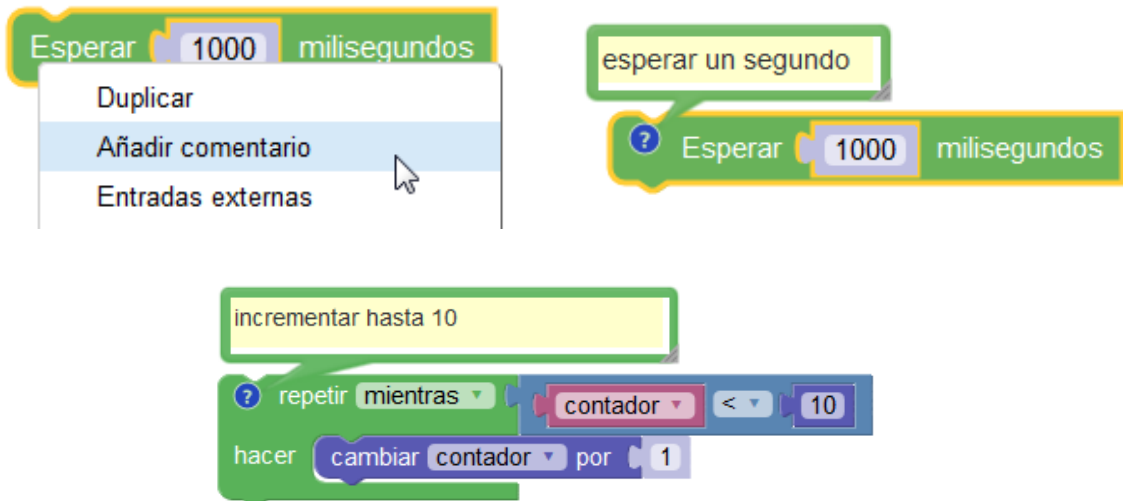 Esperar 1000 milisegundos
Duplicar
Añadir comentario
Entradas externas
esperar un segundo
? Esperar 1000 milisegundos
incrementar hasta 10
? repetir mientras contador < 10
hacer cambiar contador por 1